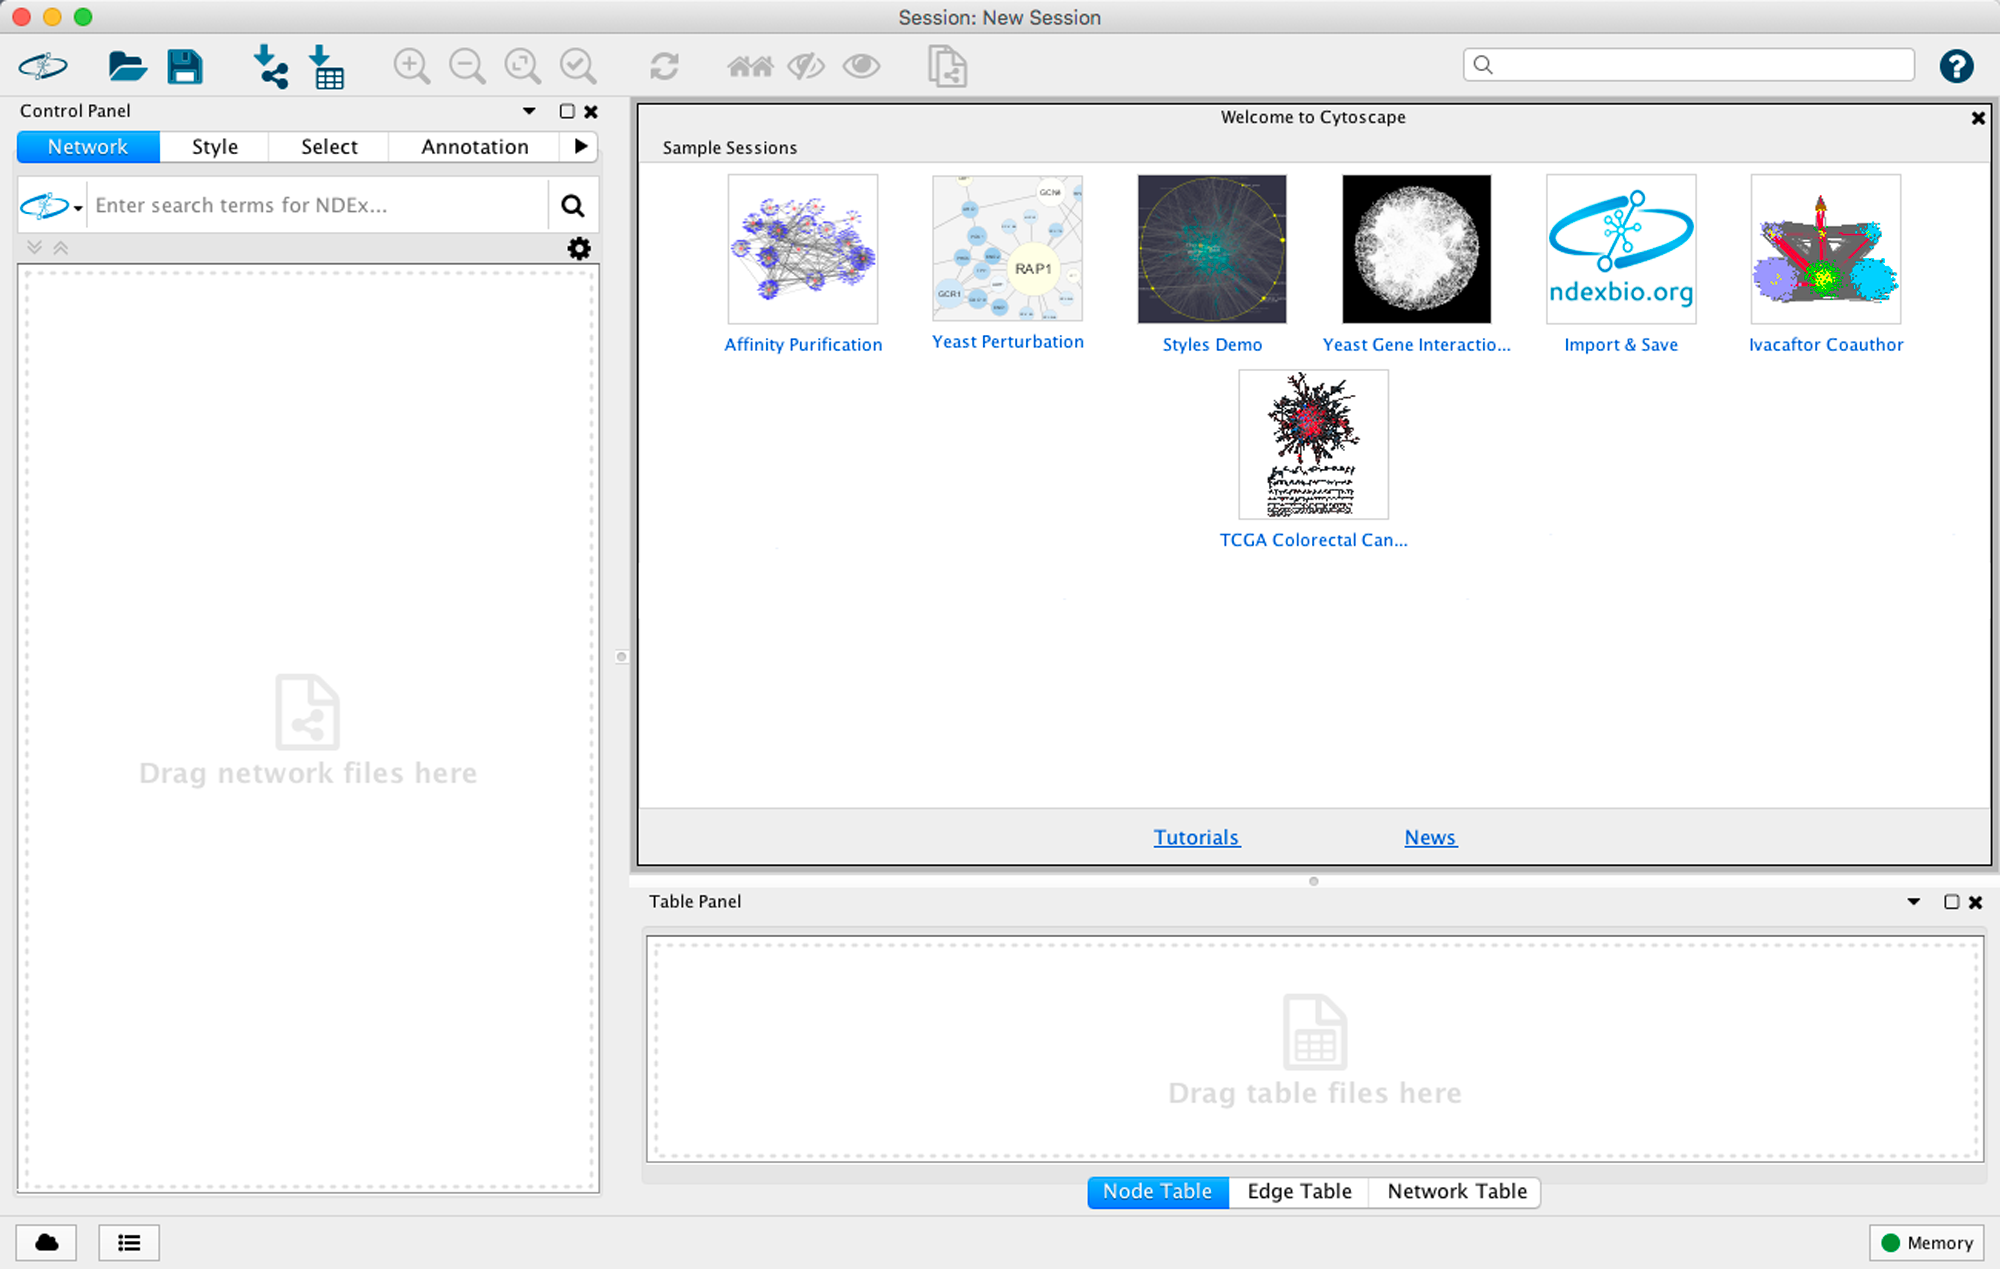 Session: New Session
Control Panel
Network Style Select Annotation
Enter search terms for NDEx...
Drag network files here
Welcome to Cytoscape
Sample Sessions
GCN4
RAP1
GCR1
ndexbio.org
Affinity Purification
Yeast Perturbation
Styles Demo
Yeast Gene Interactio...
Import & Save
Ivacaftor Coauthor
TCGA Colorectal Can...
Tutorials News
Table Panel
Drag table files here
Node Table Edge Table Network Table
Memory